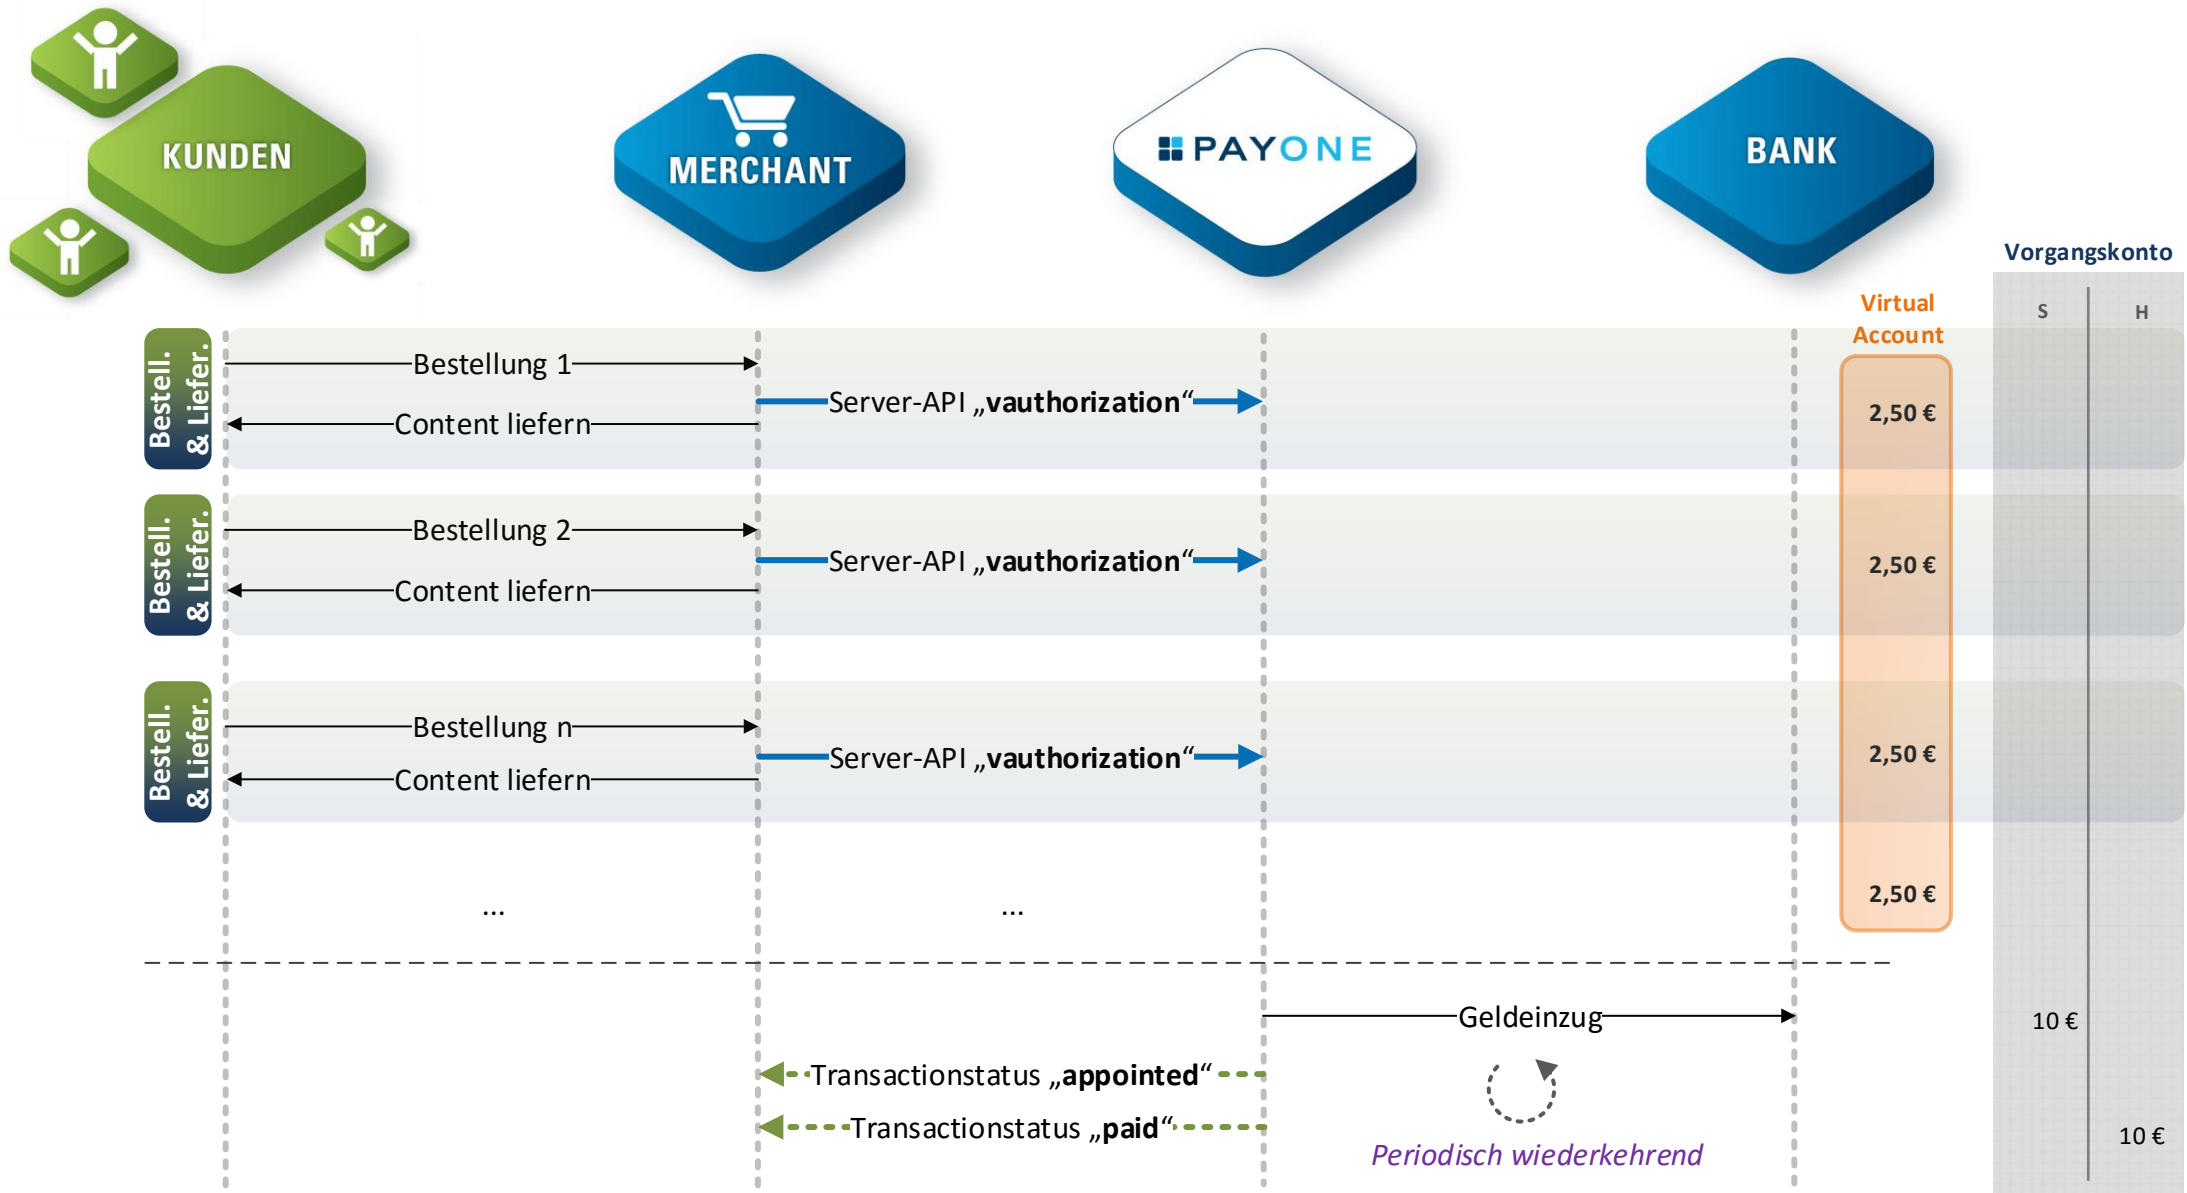 KUNDEN
MERCHANT
PAYONE
BANK
Vorgangskonto
S H
Virtual
Account
Bestell.
& Liefer.
Bestellung 1
Server-API „vauthorization“
Content liefern
2,50 €
Bestell.
& Liefer.
Bestellung 2
Server-API „vauthorization“
Content liefern
2,50 €
Bestell.
& Liefer.
Bestellung n
Server-API „vauthorization“
Content liefern
2,50 €
... ...
2,50 €
Geldeinzug
10 €
Transactionstatus „appointed“
Transactionstatus „paid“
10 €
Periodisch wiederkehrend